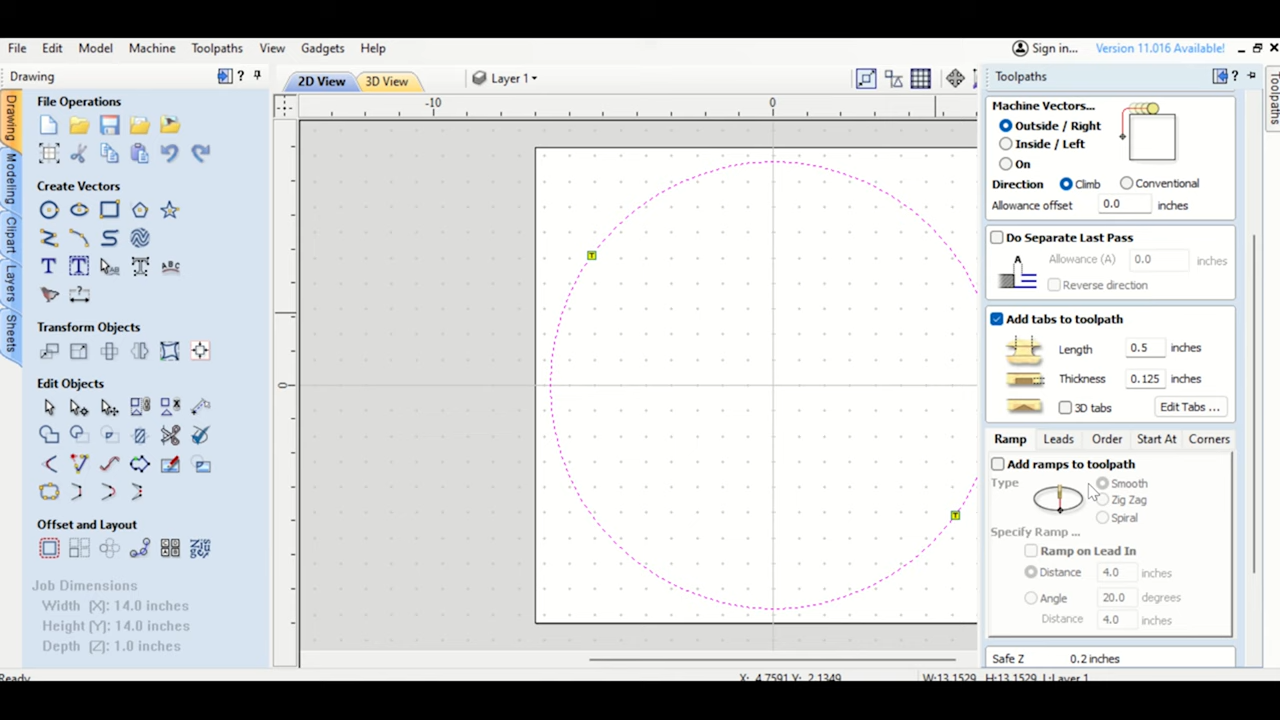 File Edit Model Machine Toolpaths View Gadgets Help
Sign in... Version 11.016 Available!
Drawing
2D View
3D View
Layer 1
Toolpaths
-10
0
0
Drawing
Modeling
Clipart
Layers
Sheets
File Operations
Create Vectors
Transform Objects
Edit Objects
Offset and Layout
Job Dimensions
Width [X]: 14.0 inches
Height [Y]: 14.0 inches
Depth [Z]: 1.0 inches
T
T
Toolpaths
Machine Vectors...
Outside / Right
Inside / Left
On
Direction Climb Conventional
Allowance offset 0.0 inches
Do Separate Last Pass
A
Allowance (A) 0.0 inches
Reverse direction
Add tabs to toolpath
Length 0.5 inches
Thickness 0.125 inches
3D tabs Edit Tabs ...
Ramp Leads Order Start At Corners
Add ramps to toolpath
Type Smooth
Zig Zag
Spiral
Specify Ramp ...
Ramp on Lead In
Distance 4.0 inches
Angle 20.0 degrees
Distance 4.0 inches
Safe Z 0.2 inches
Ready
X: 4.7591 Y: 2.1349
W:13.1529 H:13.1529 L:Layer 1